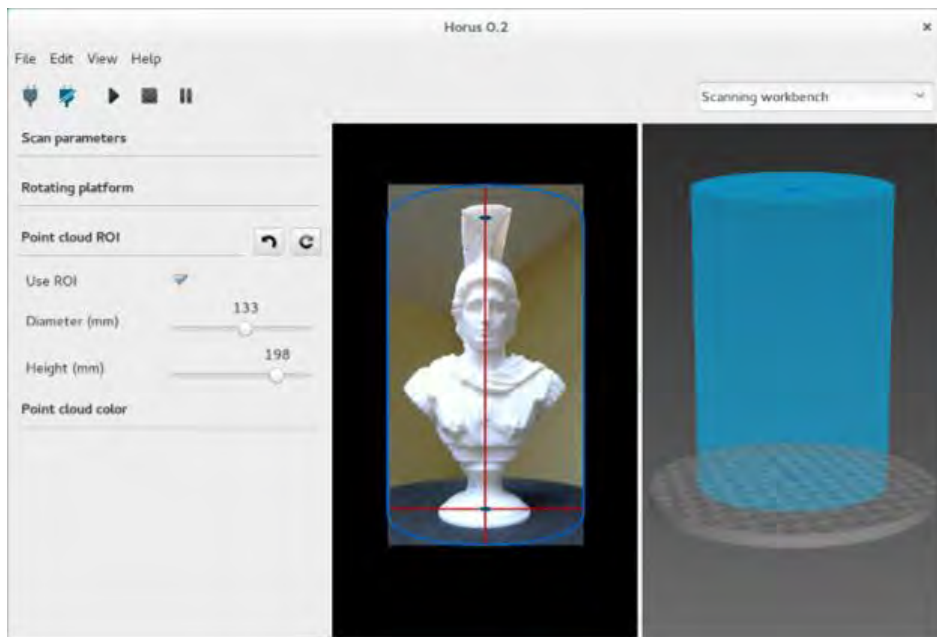 Horus 0.2
File Edit View Help
Scanning workbench
Scan parameters
Rotating platform
Point cloud ROI
Use ROI
133
Diameter (mm)
198
Height (mm)
Point cloud color